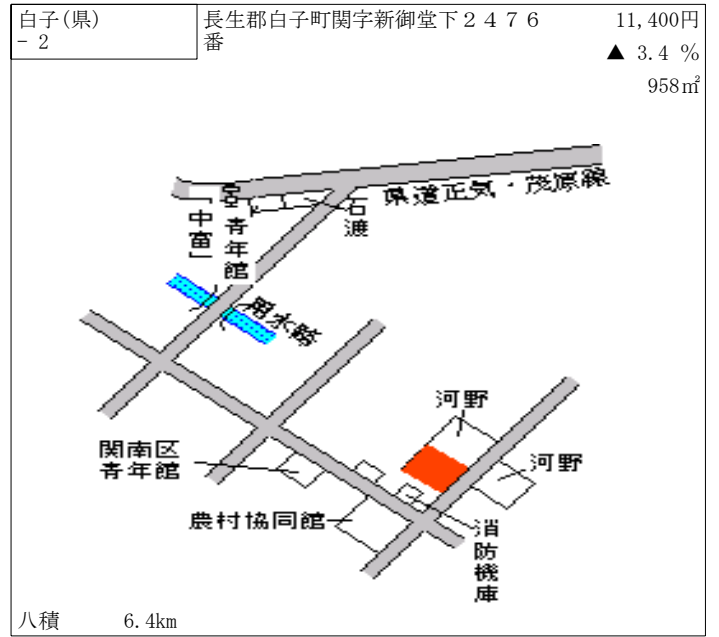 白子(県)
- 2
長生郡白子町関字新御堂下２４７６
番
11,400円
▲ 3.4 %
958㎡
県道正気・茂原線
石渡
宮青年館
「中富」
用水路
河野
河野
関南区
青年館
農村協同館
消防機庫
八積 6.4km